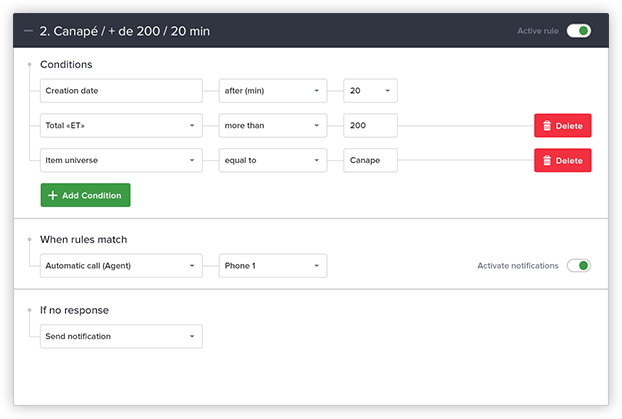 2. Canapé / + de 200 / 20 min
Active rule
Conditions
Creation date after (min) 20
Total «ET» more than 200 Delete
Item universe equal to Canape Delete
+ Add Condition
When rules match
Automatic call (Agent) Phone 1 Activate notifications
If no response
Send notification